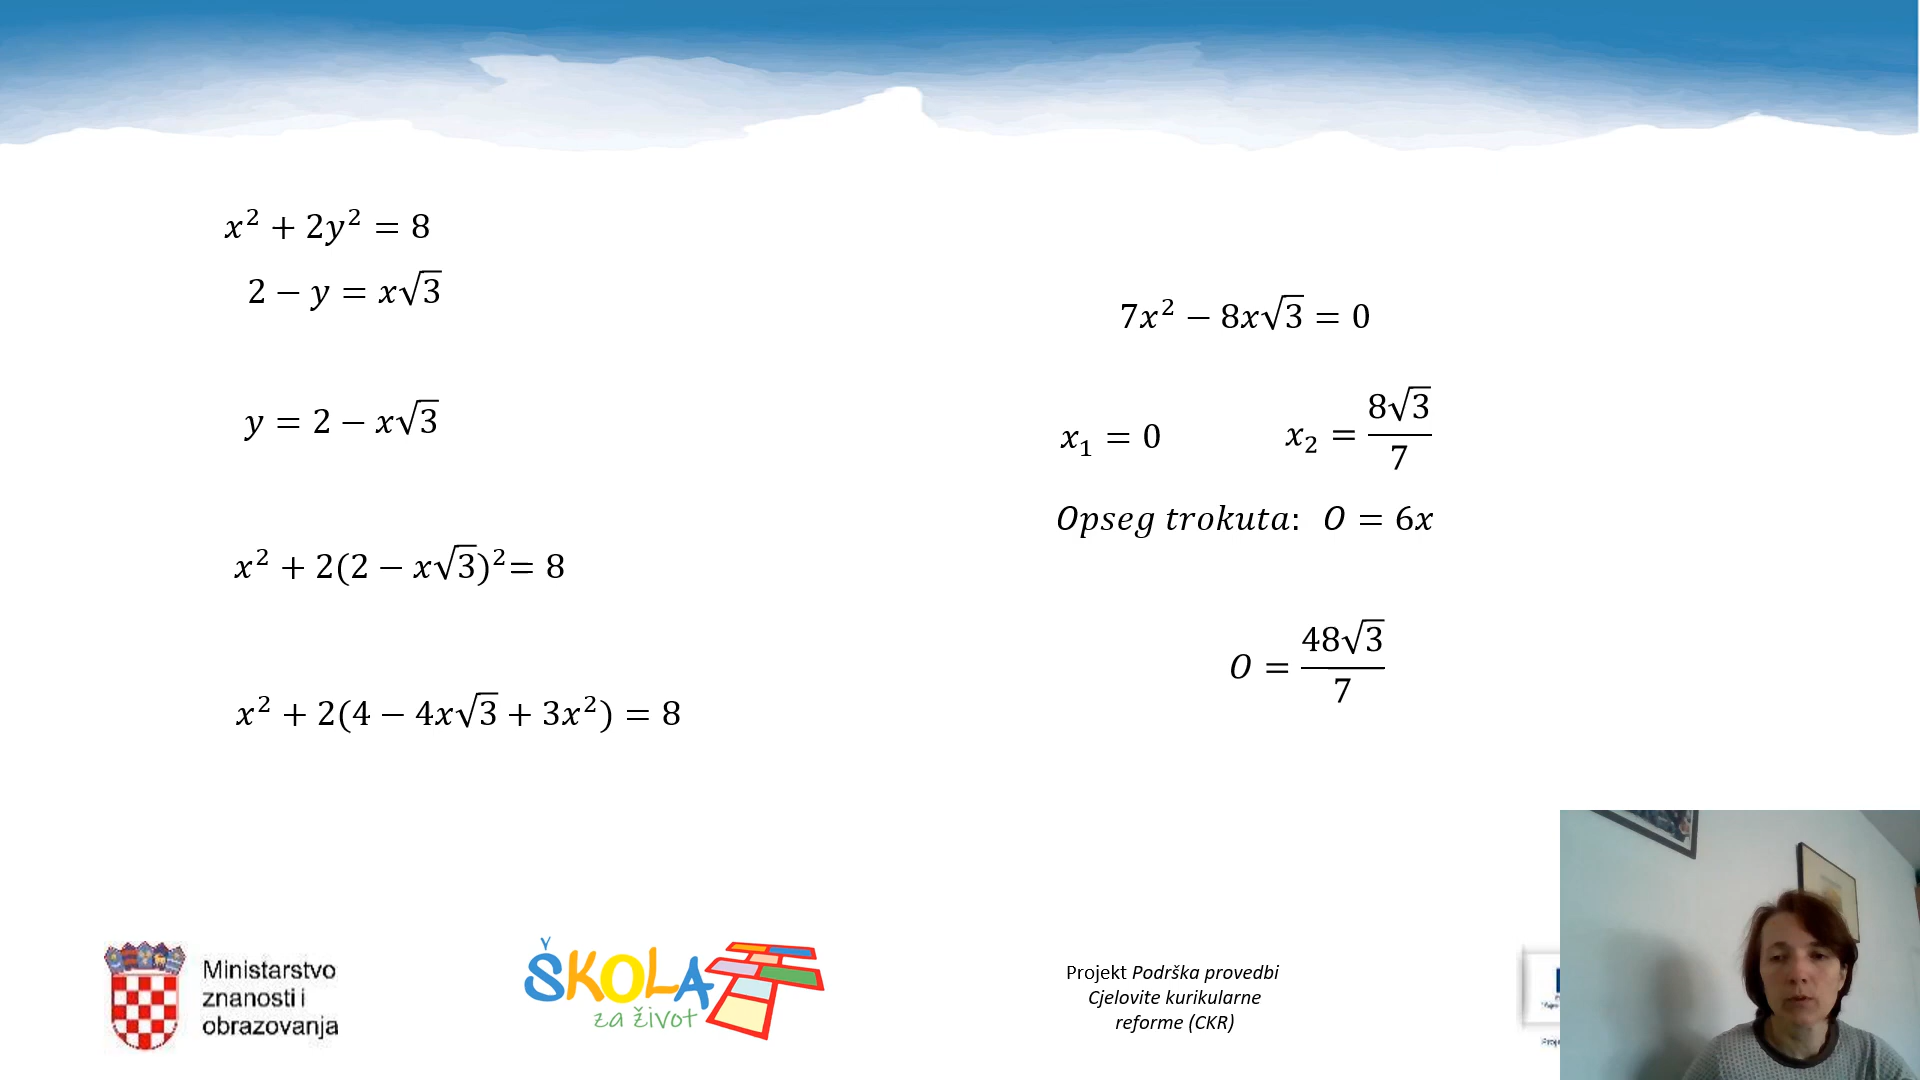 x² + 2y² = 8
2 − y = x√3
y = 2 − x√3
x² + 2(2 − x√3)² = 8
x² + 2(4 − 4x√3 + 3x²) = 8
7x² − 8x√3 = 0
x₁ = 0 x₂ = 8√3/7
Opseg trokuta: O = 6x
O = 48√3/7
Ministarstvo
znanosti i
obrazovanja
ŠKOLA
za život
Projekt Podrška provedbi
Cjelovite kurikularne
reforme (CKR)